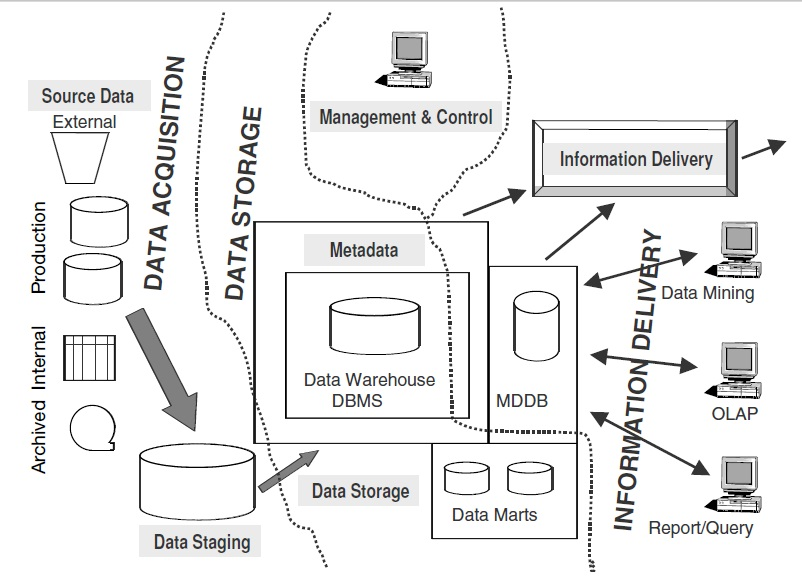 Source Data
External
Production
Internal
Archived
DATA ACQUISITION
Data Staging
DATA STORAGE
Management & Control
Metadata
Data Warehouse
DBMS
MDDB
Data Storage
Data Marts
Information Delivery
INFORMATION DELIVERY
Data Mining
OLAP
Report/Query